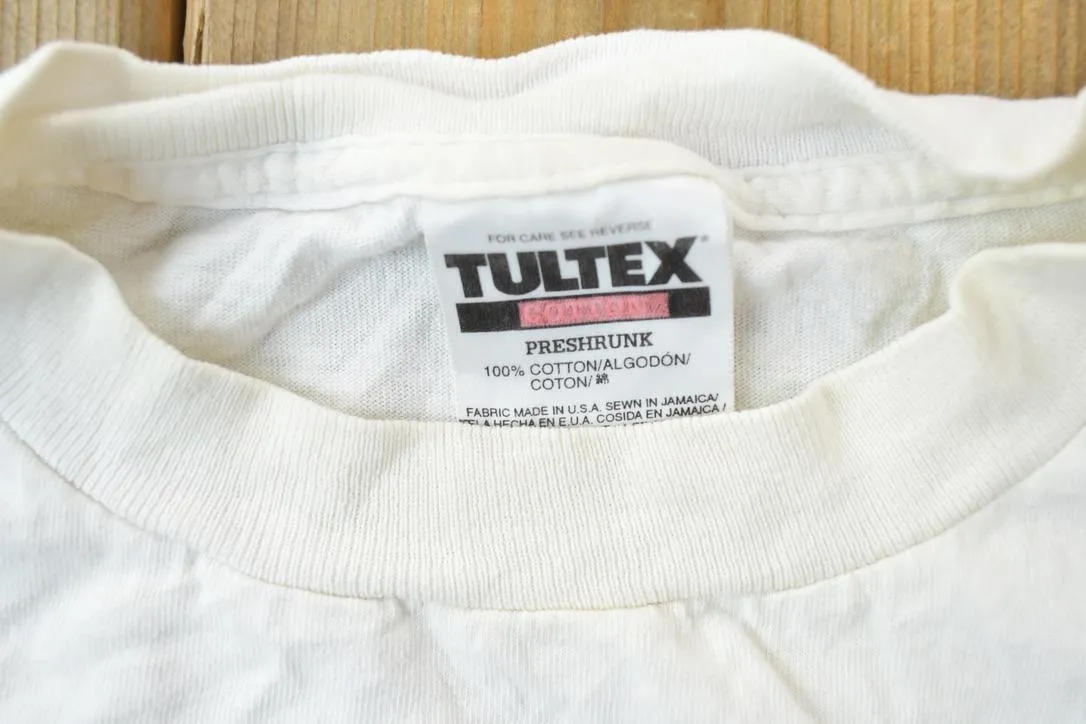 FOR CARE SEE REVERSE
TULTEX®
PRESHRUNK
100% COTTON/ALGODÓN/
COTON/綿
FABRIC MADE IN U.S.A. SEWN IN JAMAICA/
TELA HECHA EN E.U.A. COSIDA EN JAMAICA /